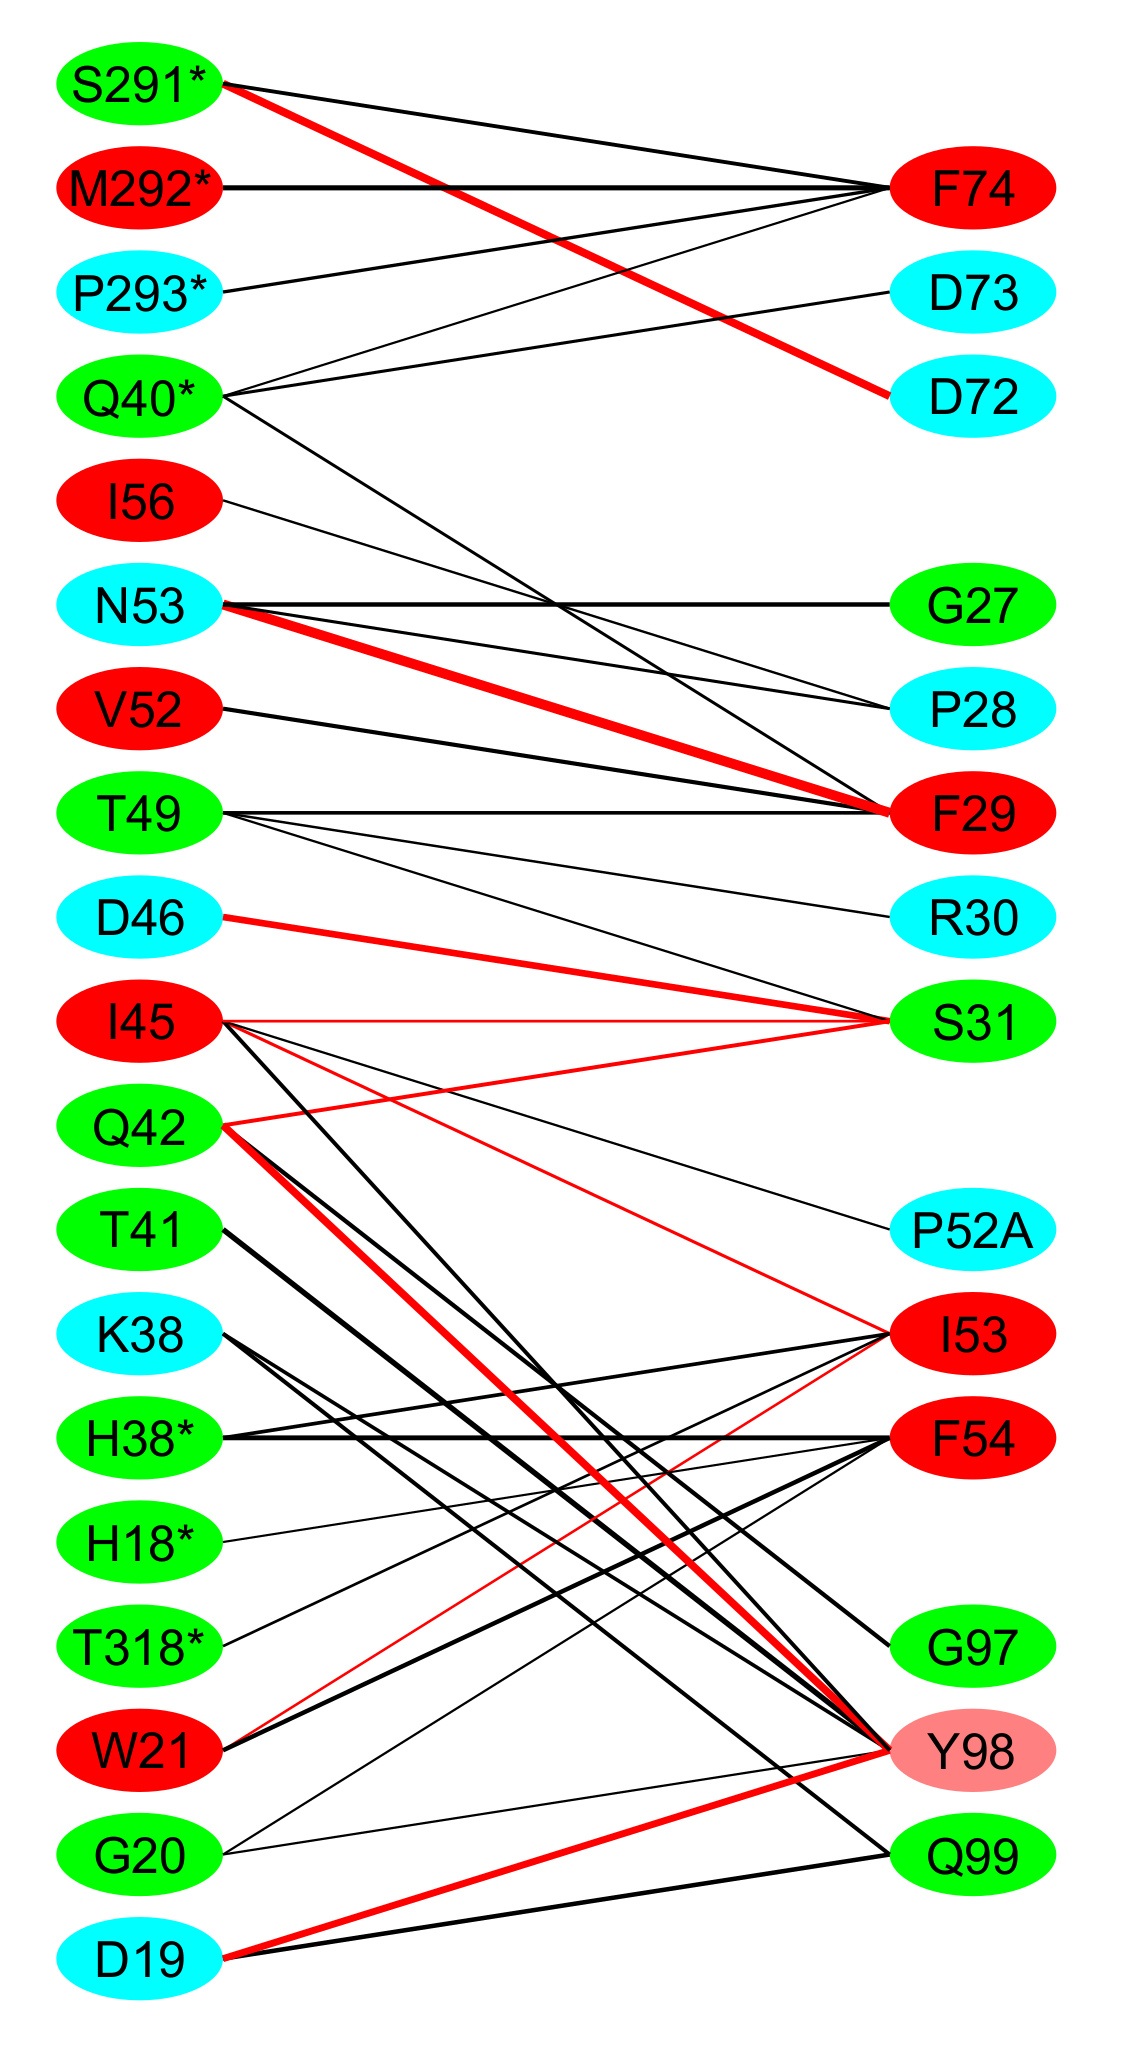 S291*
M292*
P293*
Q40*
I56
N53
V52
T49
D46
I45
Q42
T41
K38
H38*
H18*
T318*
W21
G20
D19
F74
D73
D72
G27
P28
F29
R30
S31
P52A
I53
F54
G97
Y98
Q99